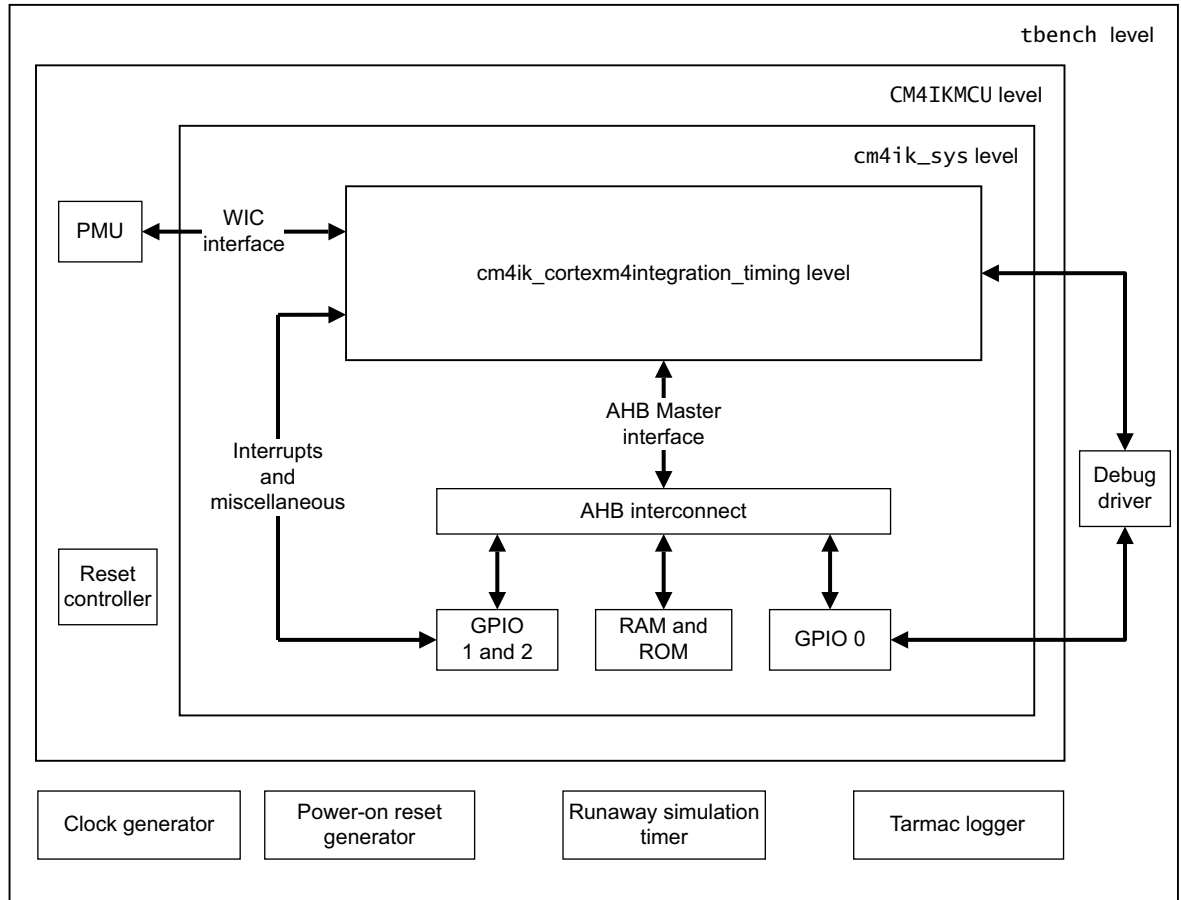 tbench level
CM4IKMCU level
cm4ik_sys level
PMU
WIC
interface
cm4ik_cortexm4integration_timing level
AHB Master
interface
Interrupts
and
miscellaneous
Debug
driver
AHB interconnect
Reset
controller
GPIO
1 and 2
RAM and
ROM
GPIO 0
Clock generator
Power-on reset
generator
Runaway simulation
timer
Tarmac logger